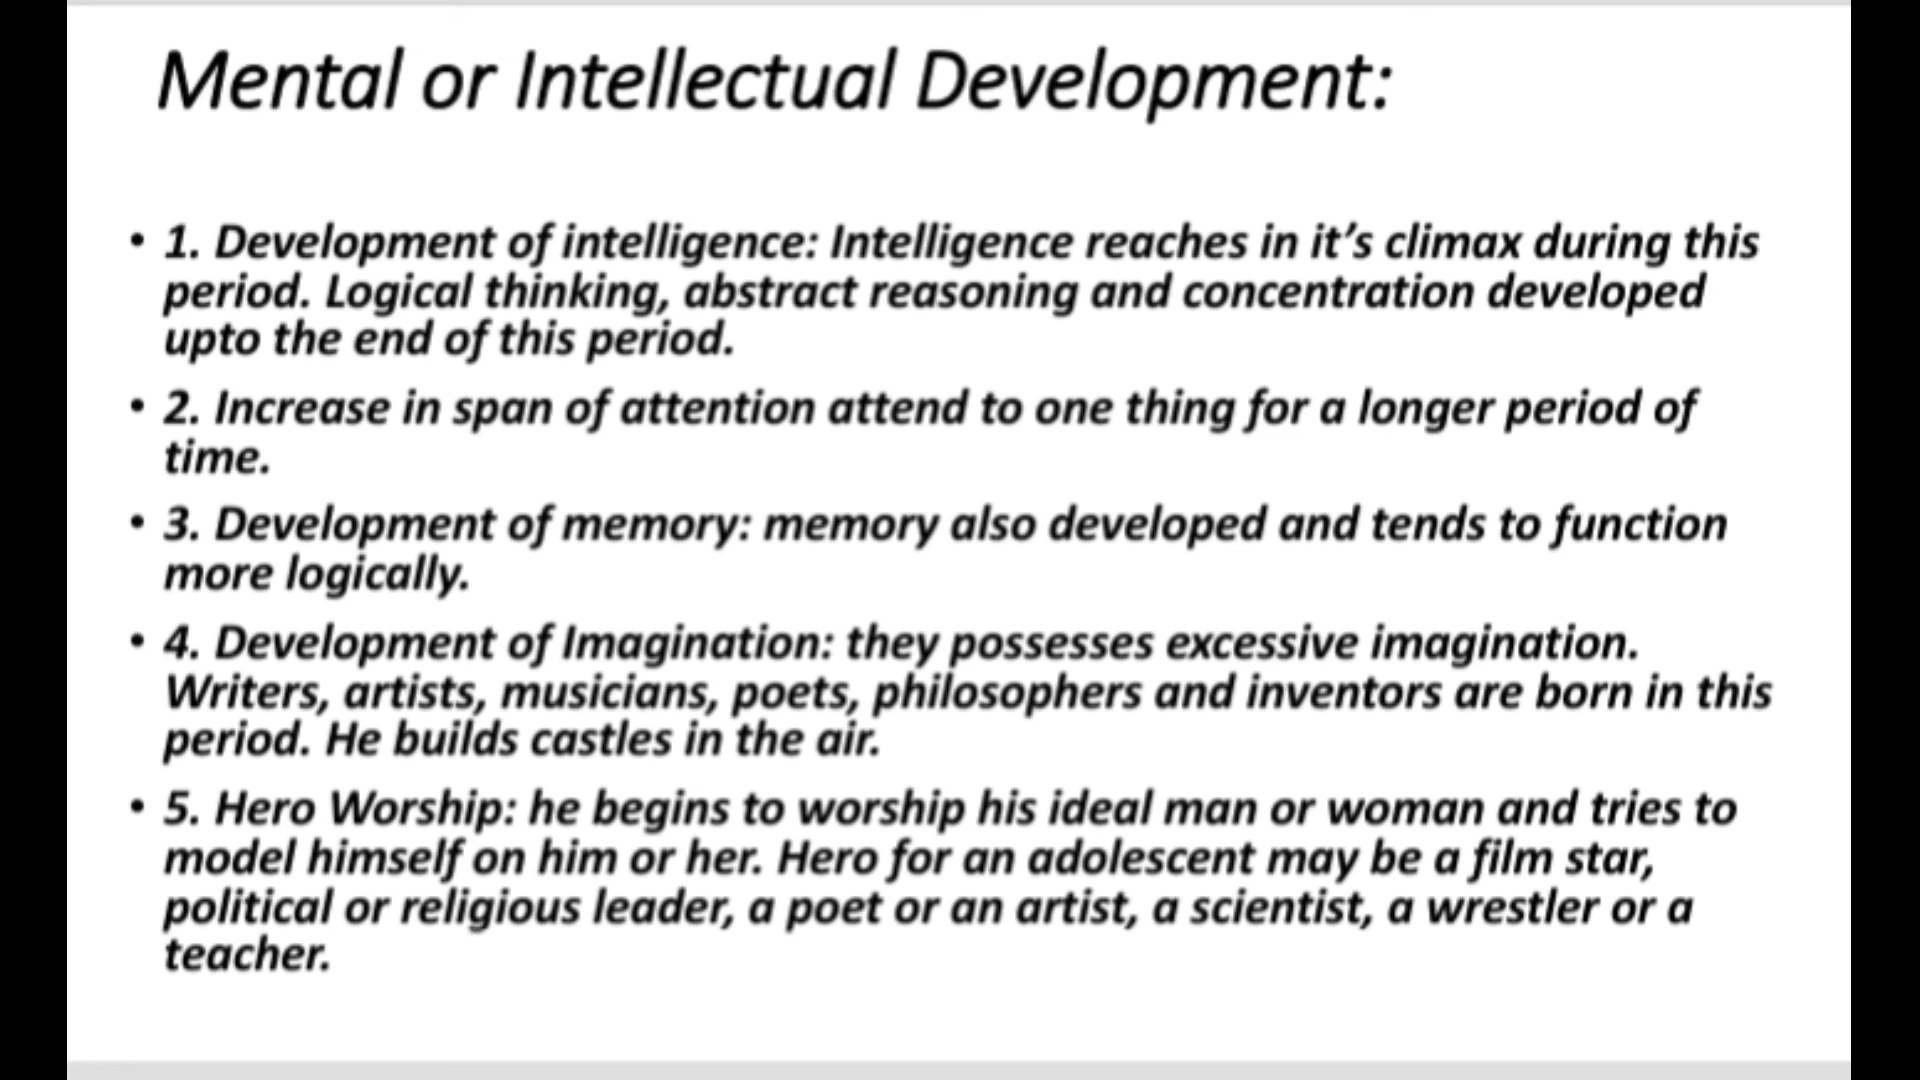 Mental or Intellectual Development:
• 1. Development of intelligence: Intelligence reaches in it’s climax during this
period. Logical thinking, abstract reasoning and concentration developed
upto the end of this period.
• 2. Increase in span of attention attend to one thing for a longer period of
time.
• 3. Development of memory: memory also developed and tends to function
more logically.
• 4. Development of Imagination: they possesses excessive imagination.
Writers, artists, musicians, poets, philosophers and inventors are born in this
period. He builds castles in the air.
• 5. Hero Worship: he begins to worship his ideal man or woman and tries to
model himself on him or her. Hero for an adolescent may be a film star,
political or religious leader, a poet or an artist, a scientist, a wrestler or a
teacher.